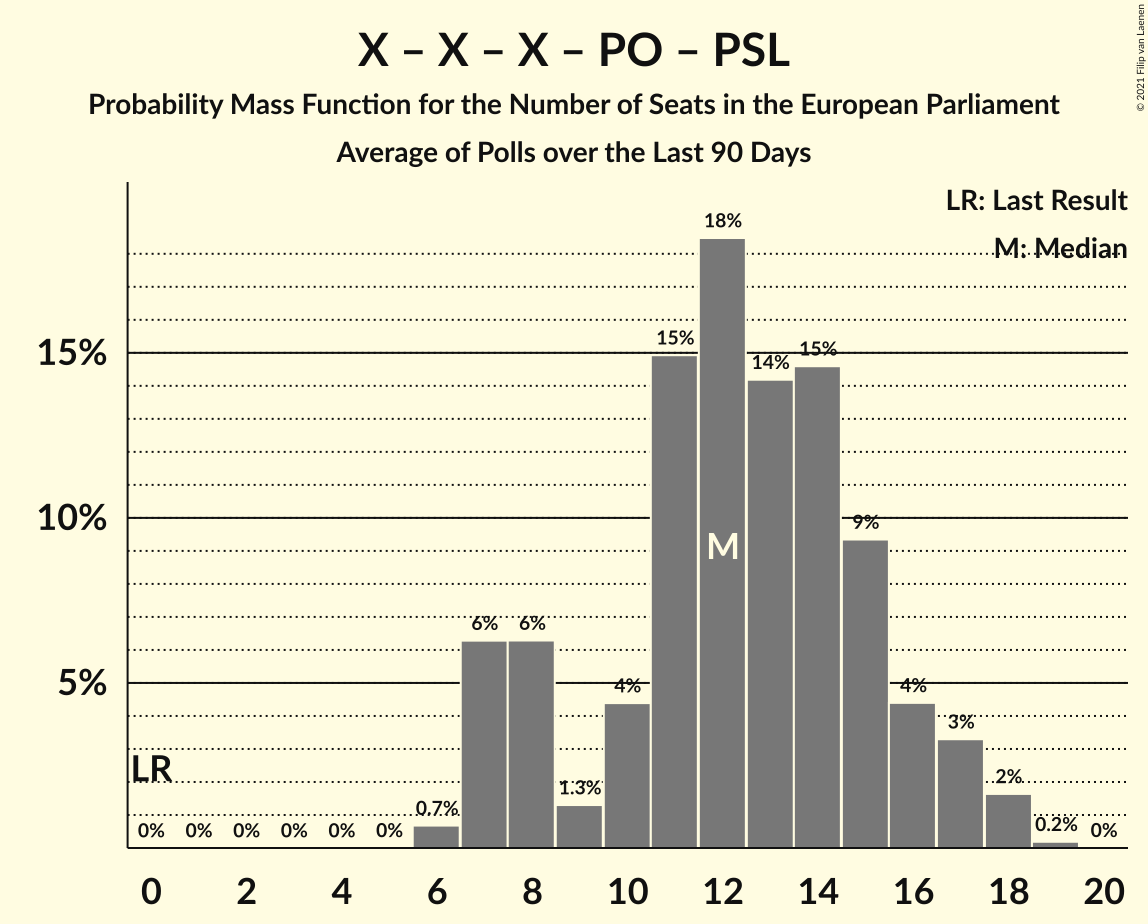 X – X – X – PO – PSL
Probability Mass Function for the Number of Seats in the European Parliament
Average of Polls over the Last 90 Days
© 2021 Filip van Laenen
LR: Last Result
M: Median
18%
15%
15%
14%
15%
10%
9%
M
6%
6%
5%
4%
4%
3%
LR
2%
1.3%
0.7%
0.2%
0%
0%
0%
0%
0%
0%
0%
0 2 4 6 8 10 12 14 16 18 20